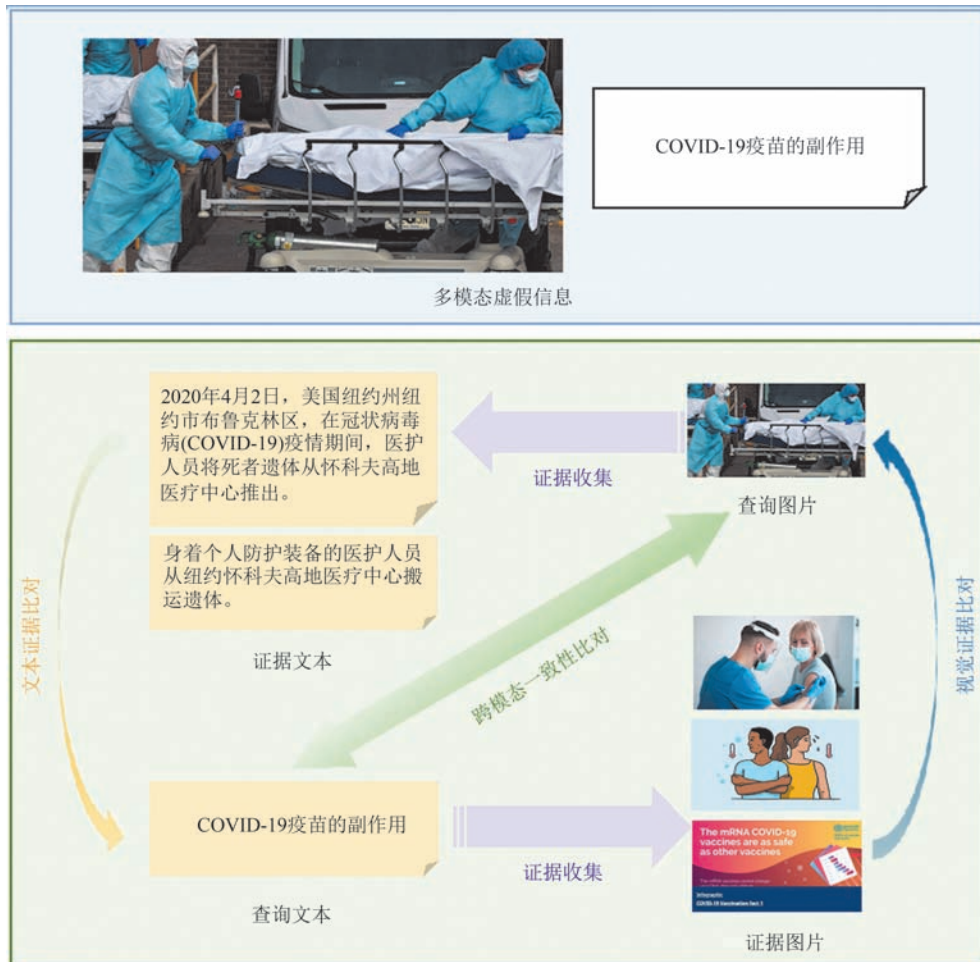 COVID-19疫苗的副作用
多模态虚假信息
2020年4月2日，美国纽约州纽
约市布鲁克林区，在冠状病毒
病(COVID-19)疫情期间，医护
人员将死者遗体从怀科夫高地
医疗中心推出。
证据收集
查询图片
身着个人防护装备的医护人员
从纽约怀科夫高地医疗中心搬
运遗体。
证据文本
文本证据比对
跨模态一致性比对
视觉证据比对
COVID-19疫苗的副作用
查询文本
证据收集
The mRNA COVID-19
vaccines are as safe
as other vaccines
Infographic
COVID-19 Vaccination Fact 1
证据图片